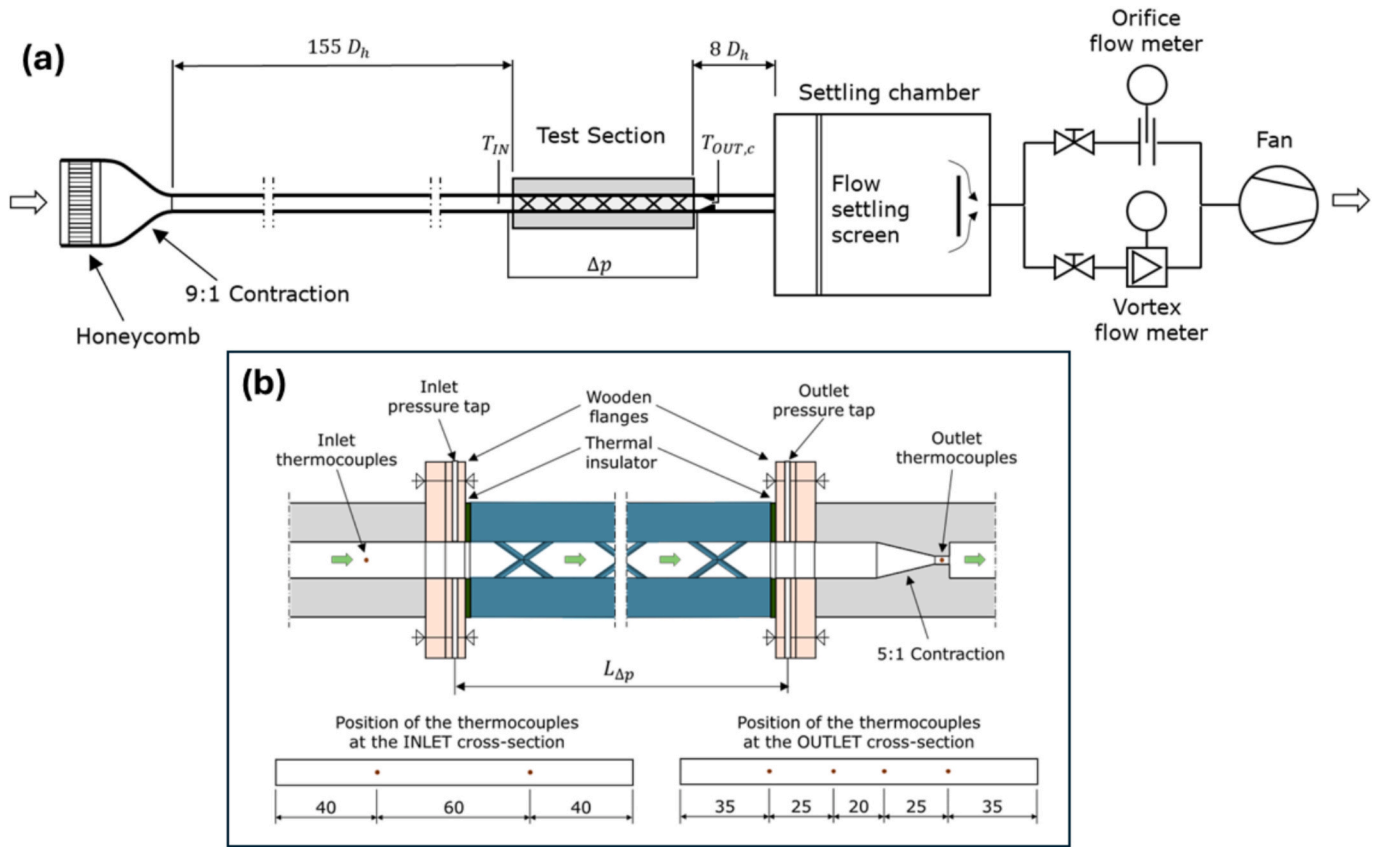 (a)
155 D_h
8 D_h
Orifice
flow meter
Settling chamber
Test Section
T_IN
T_OUT,c
Fan
Flow
settling
screen
Δp
9:1 Contraction
Honeycomb
Vortex
flow meter
(b)
Inlet
pressure tap
Wooden
flanges
Outlet
pressure tap
Inlet
thermocouples
Thermal
insulator
Outlet
thermocouples
5:1 Contraction
L_Δp
Position of the thermocouples
at the INLET cross-section
Position of the thermocouples
at the OUTLET cross-section
40 60 40
35 25 20 25 35